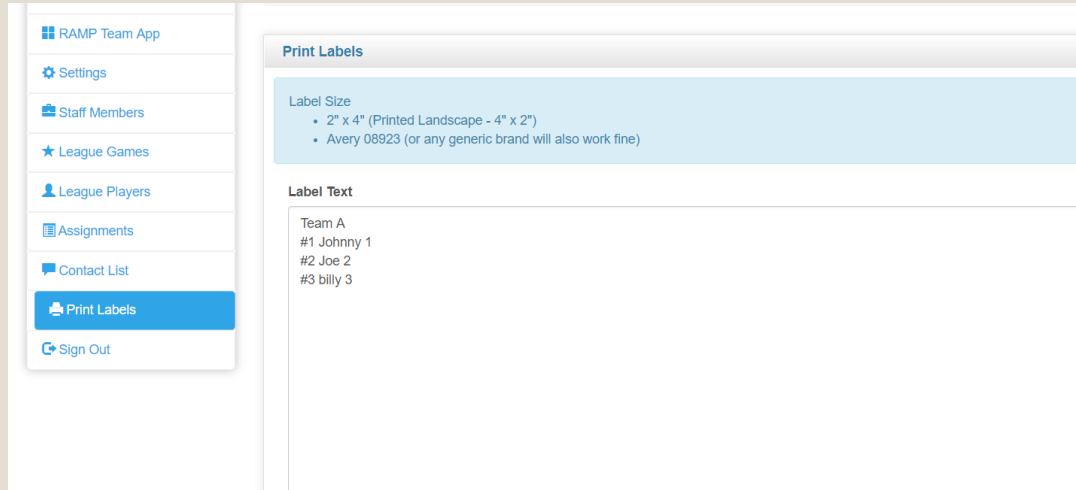 RAMP Team App
Settings
Staff Members
League Games
League Players
Assignments
Contact List
Print Labels
Sign Out
Print Labels
Label Size
• 2" x 4" (Printed Landscape - 4" x 2")
• Avery 08923 (or any generic brand will also work fine)
Label Text
Team A
#1 Johnny 1
#2 Joe 2
#3 billy 3